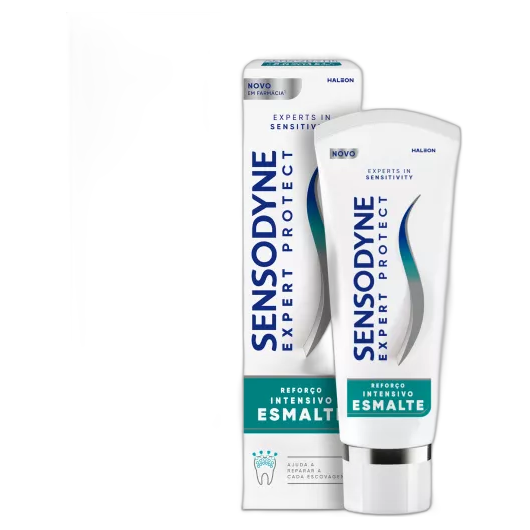 NOVO
EM FARMÁCIA
HALEON
EXPERTS IN
SENSITIVITY
SENSODYNE
EXPERT PROTECT
REFORÇO
INTENSIVO
ESMALTE
AJUDA A
REPARAR A
CADA ESCOVAGEM
NOVO
HALEON
EXPERTS IN
SENSITIVITY
SENSODYNE
EXPERT PROTECT
REFORÇO
INTENSIVO
ESMALTE